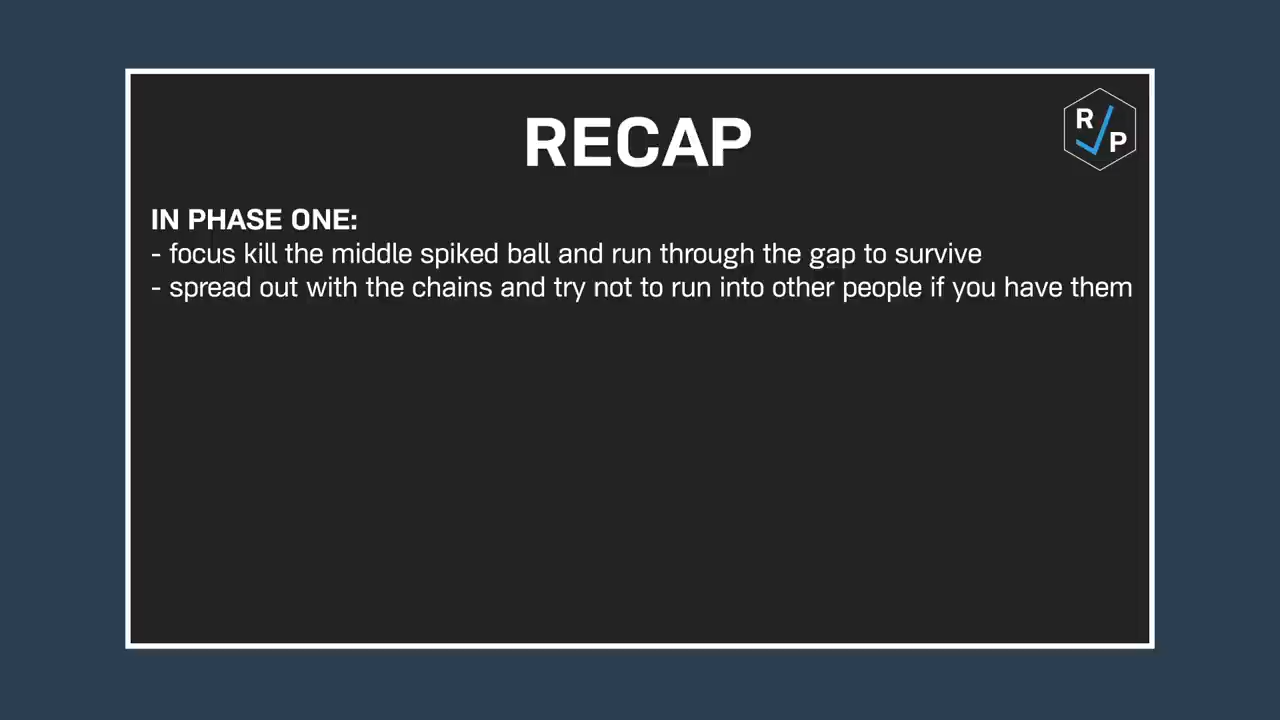 RECAP
R P
IN PHASE ONE:
- focus kill the middle spiked ball and run through the gap to survive
- spread out with the chains and try not to run into other people if you have them